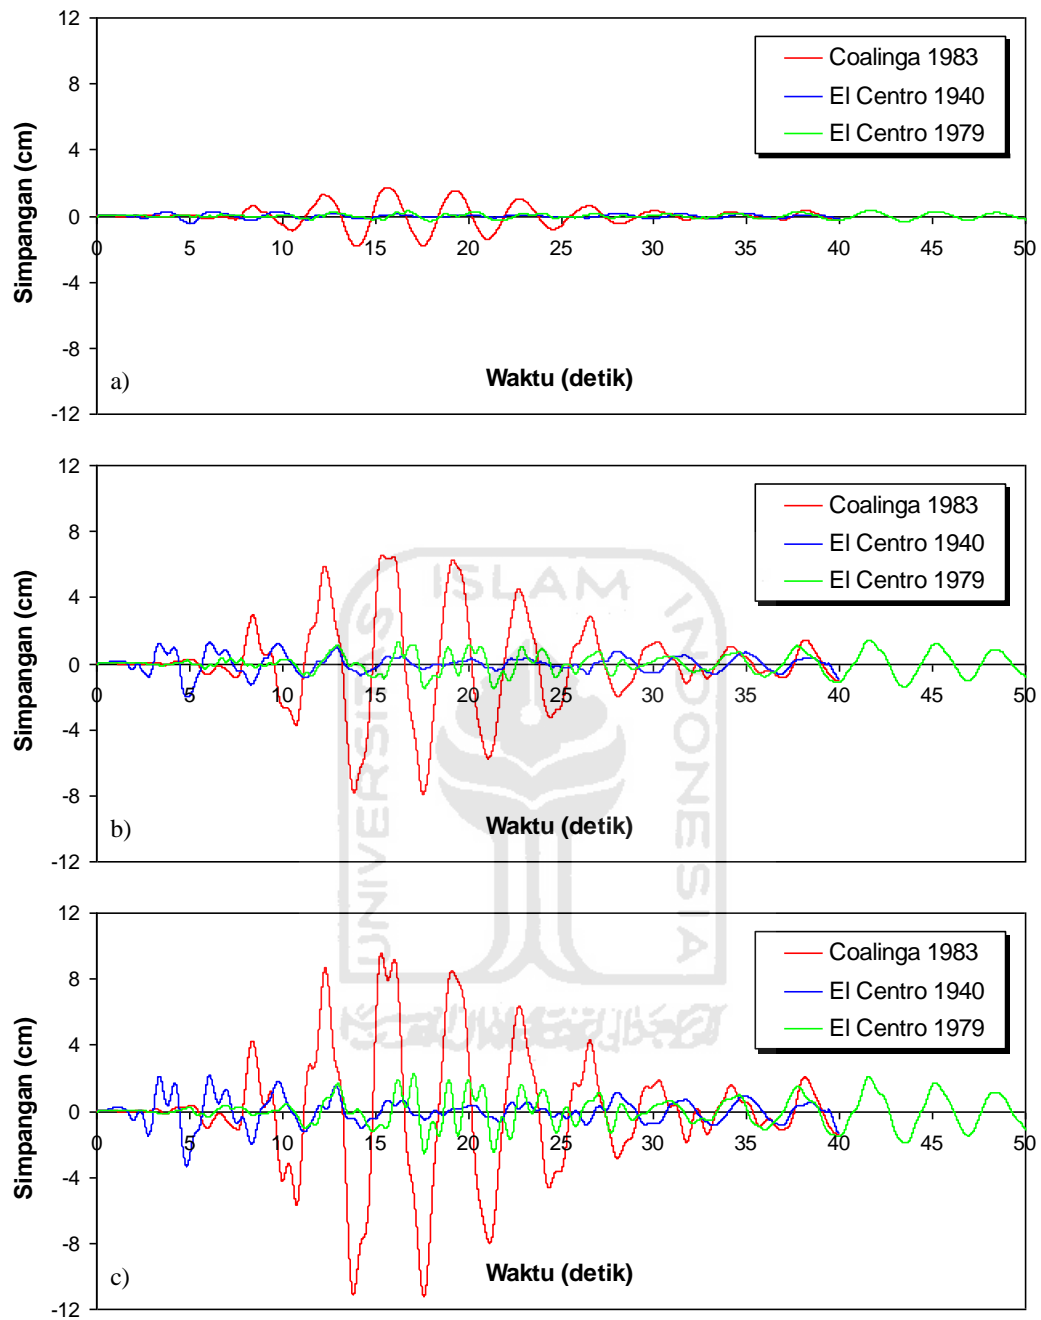 12
8
4
0
-4
-8
-12
Simpangan (cm)
0 5 10 15 20 25 30 35 40 45 50
Waktu (detik)
a)
Coalinga 1983
El Centro 1940
El Centro 1979
12
8
4
0
-4
-8
-12
Simpangan (cm)
0 5 10 15 20 25 30 35 40 45 50
Waktu (detik)
b)
Coalinga 1983
El Centro 1940
El Centro 1979
12
8
4
0
-4
-8
-12
Simpangan (cm)
0 5 10 15 20 25 30 35 40 45 50
Waktu (detik)
c)
Coalinga 1983
El Centro 1940
El Centro 1979
UNIVERSITAS
ISLAM
INDONESIA